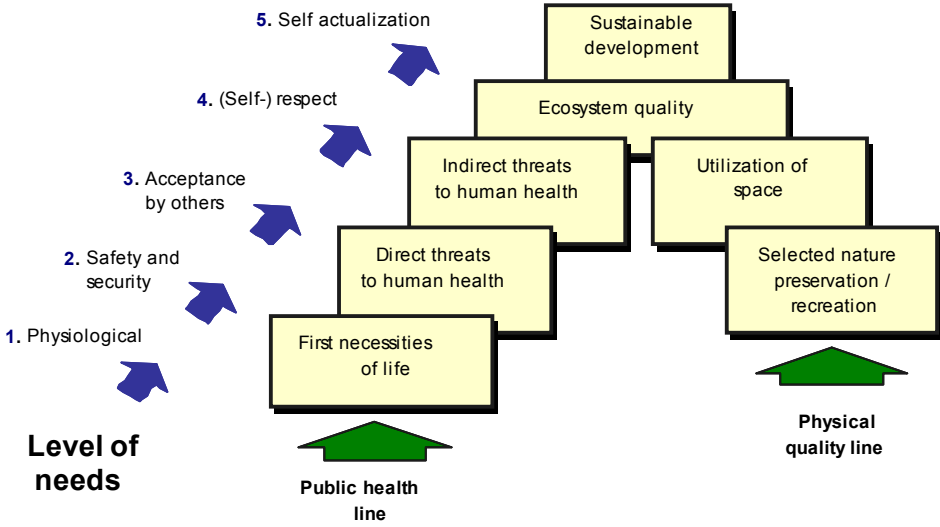 5. Self actualization
Sustainable
development
4. (Self-) respect
Ecosystem quality
3. Acceptance
by others
Indirect threats
to human health
Utilization of
space
2. Safety and
security
Direct threats
to human health
Selected nature
preservation /
recreation
1. Physiological
First necessities
of life
Level of
needs
Public health
line
Physical
quality line